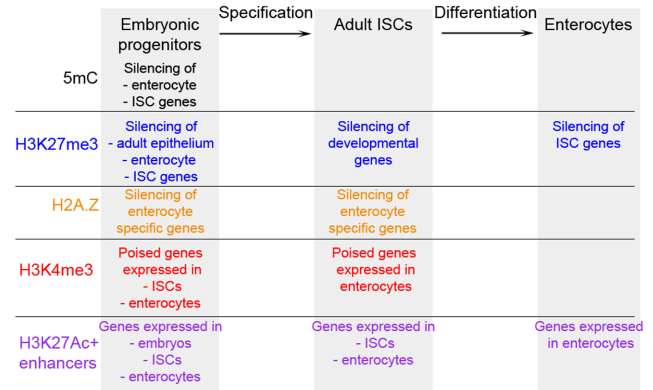 Specification
Differentiation
Embryonic
progenitors
Adult ISCs
Enterocytes
5mC
Silencing of
- enterocyte
- ISC genes
H3K27me3
Silencing of
- adult epithelium
- enterocyte
- ISC genes
Silencing of
developmental
genes
Silencing of
ISC genes
H2A.Z
Silencing of
enterocyte
specific genes
Silencing of
enterocyte
specific genes
H3K4me3
Poised genes
expressed in
- ISCs
- enterocytes
Poised genes
expressed in
enterocytes
H3K27Ac+
enhancers
Genes expressed in
- embryos
- ISCs
- enterocytes
Genes expressed in
- ISCs
- enterocytes
Genes expressed
in enterocytes